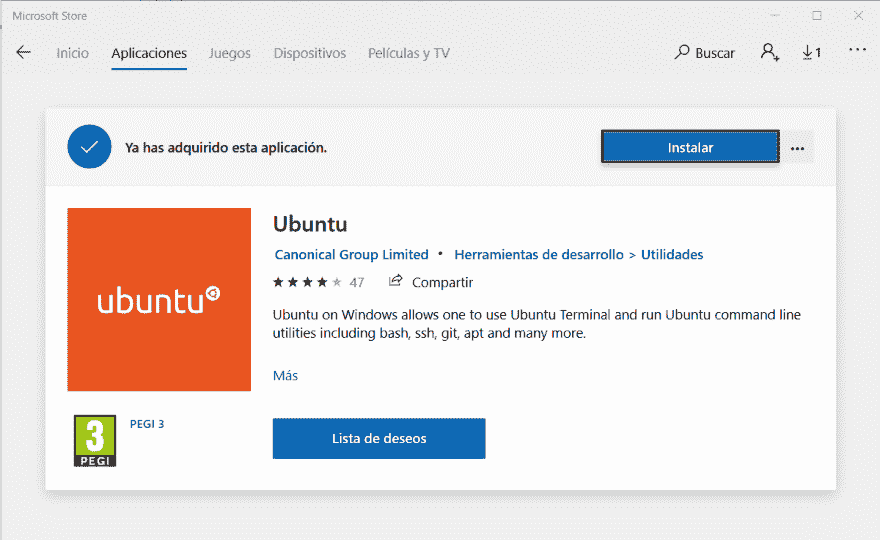 Microsoft Store
Inicio Aplicaciones Juegos Dispositivos Películas y TV Buscar 1
Ya has adquirido esta aplicación. Instalar
Ubuntu
Canonical Group Limited • Herramientas de desarrollo > Utilidades
47 Compartir
ubuntu
Ubuntu on Windows allows one to use Ubuntu Terminal and run Ubuntu command line
utilities including bash, ssh, git, apt and many more.
Más
3
PEGI
PEGI 3
Lista de deseos